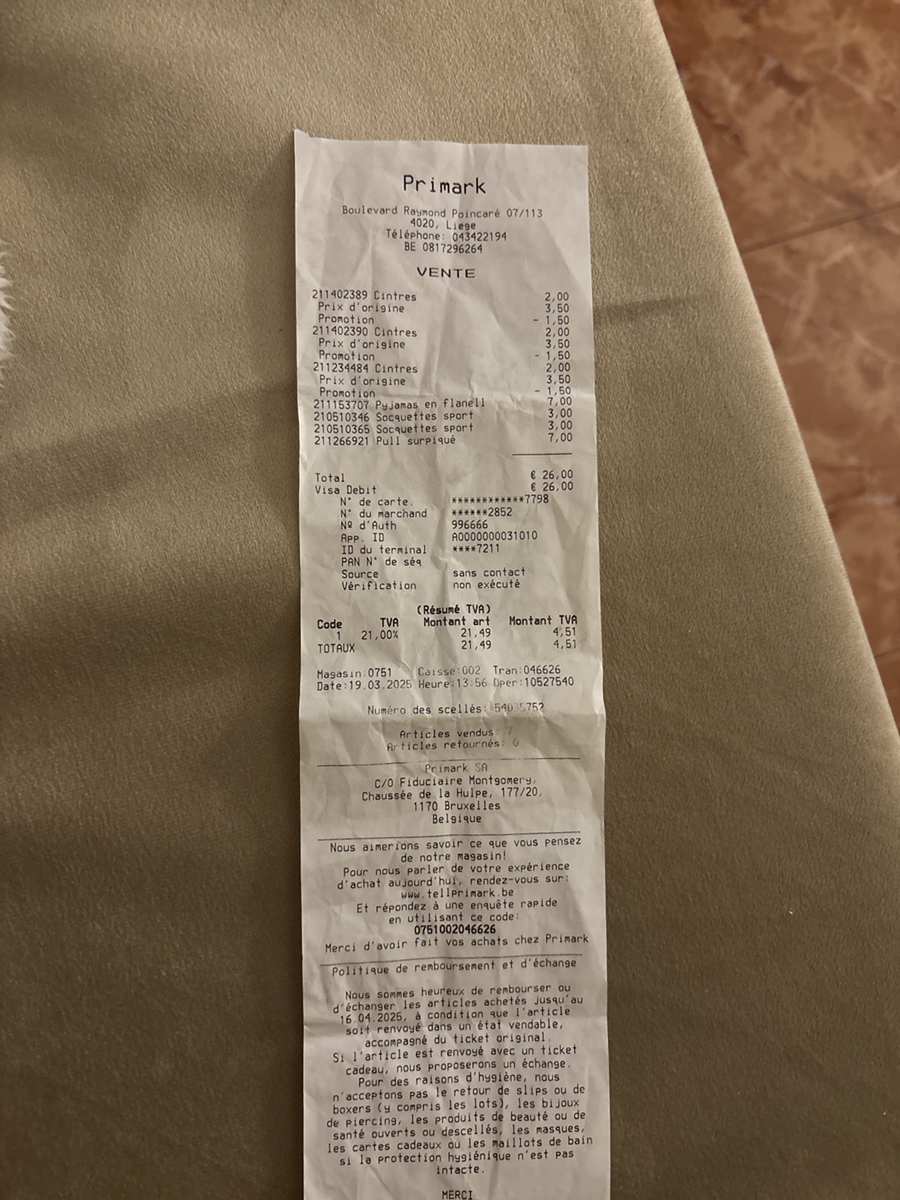 Primark
Boulevard Raymond Poincaré 07/113
4020, Liege
Téléphone: 043422194
BE 0817296264
VENTE
211402389 Cintres 2,00
Prix d'origine 3,50
Promotion - 1,50
211402390 Cintres 2,00
Prix d'origine 3,50
Promotion - 1,50
211234484 Cintres 2,00
Prix d'origine 3,50
Promotion - 1,50
211153707 Pyjamas en flanell 7,00
210510346 Socquettes sport 3,00
210510365 Socquettes sport 3,00
211266921 Pull surpiqué 7,00
Total € 26,00
Visa Debit € 26,00
N° de carte ************7798
N° du marchand ******2852
Nº d'Auth 996666
App. ID A0000000031010
ID du terminal ****7211
PAN N° de séq
Source sans contact
Vérification non exécuté
(Résumé TVA)
Code TVA Montant art Montant TVA
1 21,00% 21,49 4,51
TOTAUX 21,49 4,51
Magasin:0751 Caisse:002 Tran:046626
Date:19.03.2025 Heure:13:56 Oper:10527540
Numéro des scellés: 540 5752
Articles vendus: 7
Articles retournés: 0
Primark SA
C/O Fiduciaire Montgomery,
Chaussée de la Hulpe, 177/20,
1170 Bruxelles
Belgique
Nous aimerions savoir ce que vous pensez
de notre magasin!
Pour nous parler de votre expérience
d'achat aujourd'hui, rendez-vous sur:
www.tellprimark.be
Et répondez à une enquête rapide
en utilisant ce code:
0751002046626
Merci d'avoir fait vos achats chez Primark
Politique de remboursement et d'échange
Nous sommes heureux de rembourser ou
d'échanger les articles achetés jusqu'au
16.04.2025, à condition que l'article
soit renvoyé dans un état vendable,
accompagné du ticket original.
Si l'article est renvoyé avec un ticket
cadeau, nous proposerons un échange.
Pour des raisons d'hygiène, nous
n'acceptons pas le retour de slips ou de
boxers (y compris les lots), les bijoux
de piercing, les produits de beauté ou de
santé ouverts ou descellés, les masques,
les cartes cadeaux ou les maillots de bain
si la protection hygiénique n'est pas
intacte.
MERCI